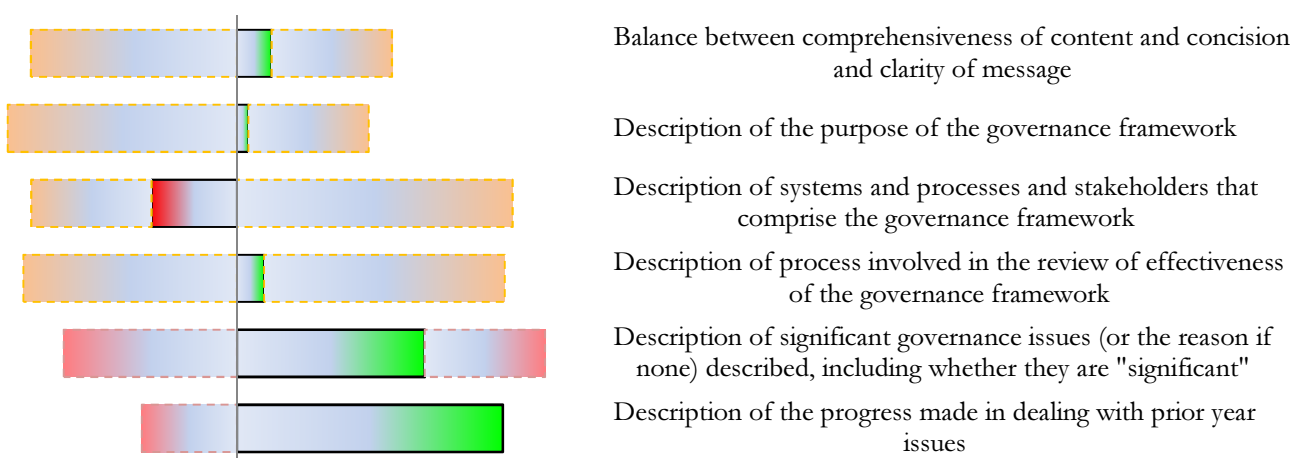 Balance between comprehensiveness of content and concision
and clarity of message
Description of the purpose of the governance framework
Description of systems and processes and stakeholders that
comprise the governance framework
Description of process involved in the review of effectiveness
of the governance framework
Description of significant governance issues (or the reason if
none) described, including whether they are "significant"
Description of the progress made in dealing with prior year
issues